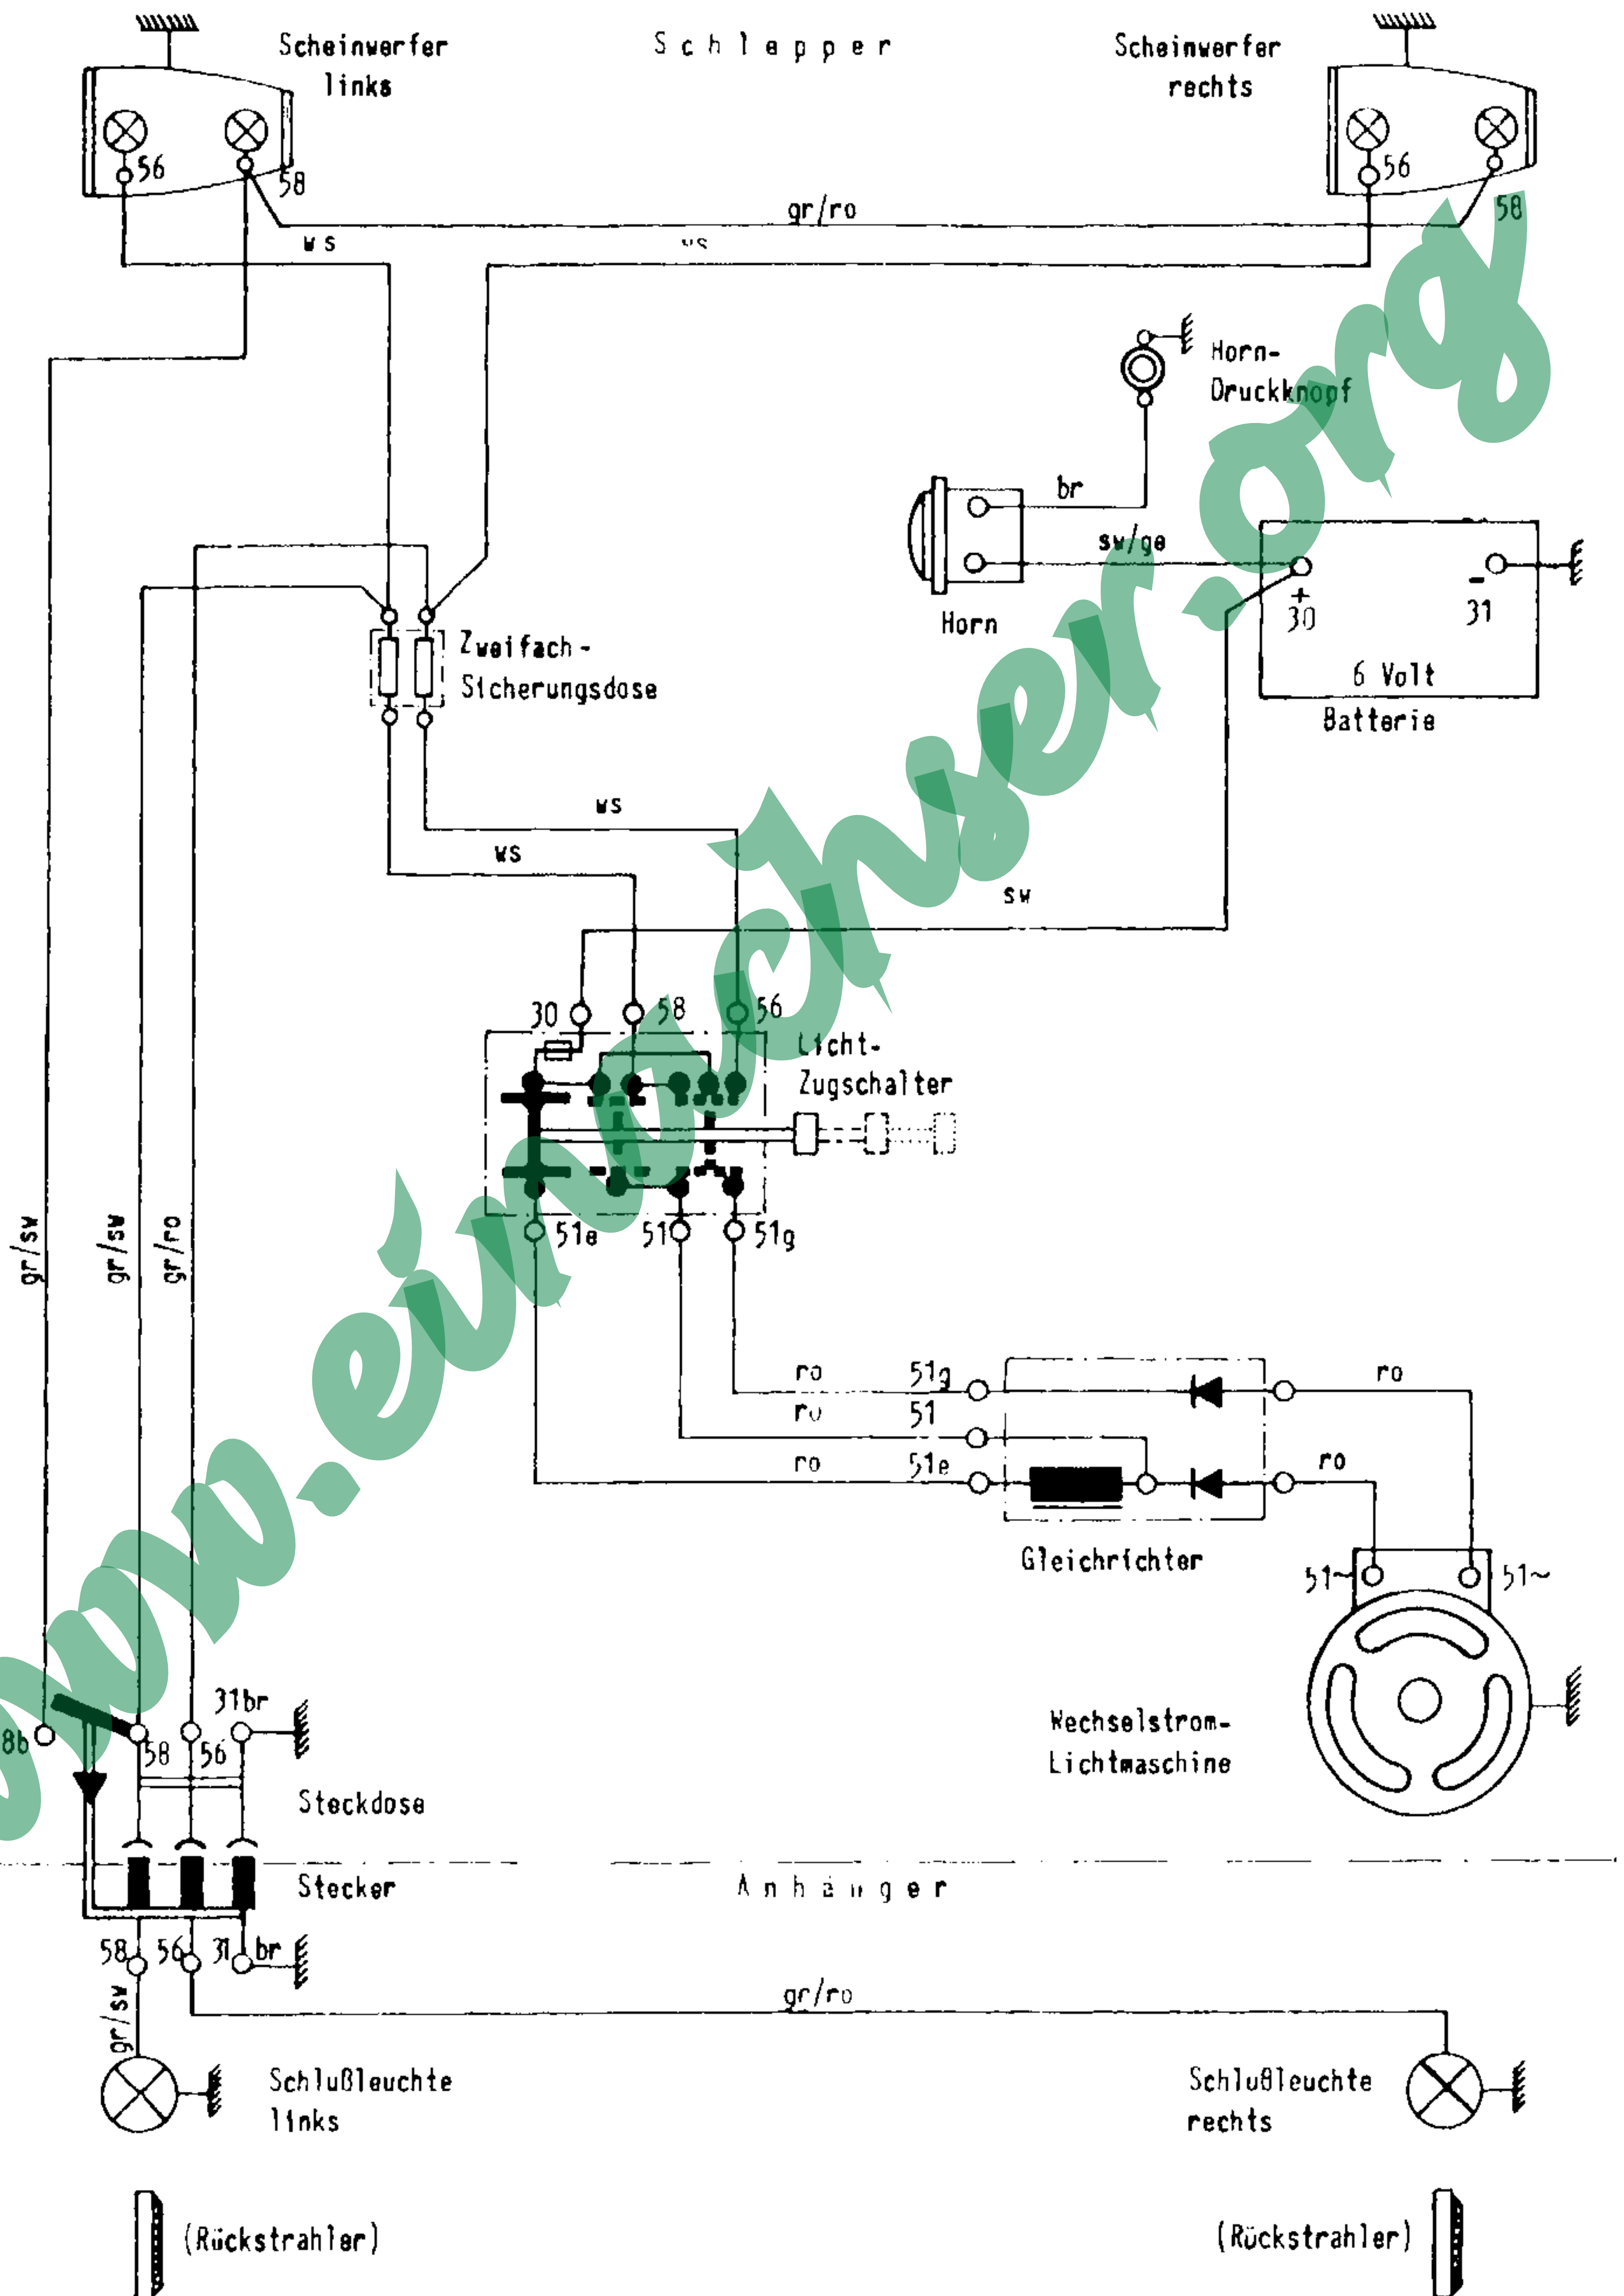 Scheinwerfer
links
Schlepper
Scheinwerfer
rechts
56
58
56
58
gr/ro
ws
ws
Horn-
Druckknopf
br
sw/ge
Horn
+
30
-
31
6 Volt
Batterie
Zweifach-
Sicherungsdose
ws
ws
sw
30
58
56
Licht-
Zugschalter
51e
51
51g
gr/sw
gr/sw
gr/ro
ro
51g
ro
ro
51
ro
51e
ro
Gleichrichter
51~
51~
Wechselstrom-
Lichtmaschine
8b
58
56
31br
Steckdose
Stecker
Anhänger
58
56
31
br
gr/sw
gr/ro
Schlußleuchte
links
Schlußleuchte
rechts
(Rückstrahler)
(Rückstrahler)
ww.einachser.org